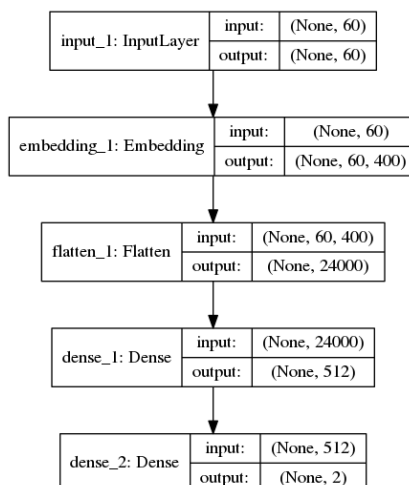 input_1: InputLayer
input: (None, 60)
output: (None, 60)
embedding_1: Embedding
input: (None, 60)
output: (None, 60, 400)
flatten_1: Flatten
input: (None, 60, 400)
output: (None, 24000)
dense_1: Dense
input: (None, 24000)
output: (None, 512)
dense_2: Dense
input: (None, 512)
output: (None, 2)